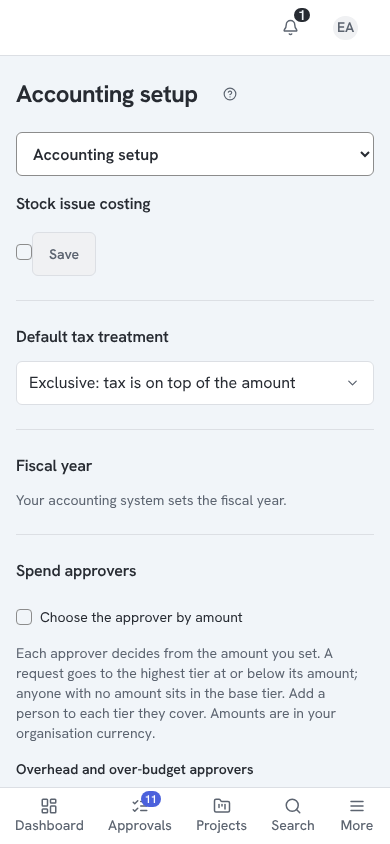 1
EA
Accounting setup
Accounting setup
Stock issue costing
Save
Default tax treatment
Exclusive: tax is on top of the amount
Fiscal year
Your accounting system sets the fiscal year.
Spend approvers
Choose the approver by amount
Each approver decides from the amount you set. A
request goes to the highest tier at or below its amount;
anyone with no amount sits in the base tier. Add a
person to each tier they cover. Amounts are in your
organisation currency.
Overhead and over-budget approvers
11
Dashboard
Approvals
Projects
Search
More